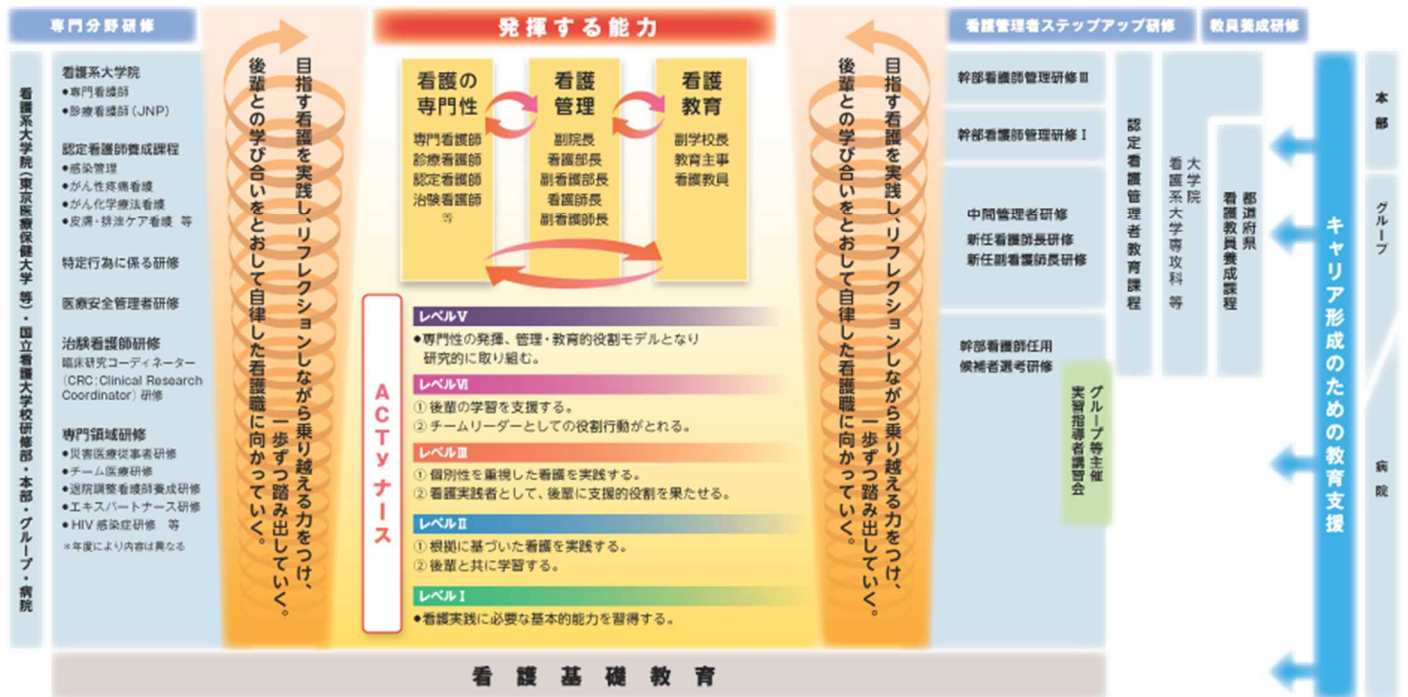 専門分野研修
看護系大学院(東京医療保健大学 等)・国立看護大学校研修部・本部・グループ・病院
看護系大学院
●専門看護師
●診療看護師(JNP)
認定看護師養成課程
●感染管理
●がん性疼痛看護
●がん化学療法看護
●皮膚・排泄ケア看護 等
特定行為に係る研修
医療安全管理者研修
治験看護師研修
臨床研究コーディネーター
(CRC:Clinical Research
Coordinator)研修
専門領域研修
●災害医療従事者研修
●チーム医療研修
●退院調整看護師養成研修
●エキスパートナース研修
●HIV 感染症研修 等
*年度により内容は異なる
目指す看護を実践し、リフレクションしながら乗り越える力をつけ、
後輩との学び合いをとおして自律した看護職に向かって
一歩ずつ踏み出していく。
発揮する能力
看護の
専門性
専門看護師
診療看護師
認定看護師
治験看護師
等
看護
管理
副院長
看護部長
副看護部長
看護師長
副看護師長
看護
教育
副学校長
教育主事
看護教員
ACTyナース
レベルⅤ
●専門性の発揮、管理・教育的役割モデルとなり
研究的に取り組む。
レベルⅥ
① 後輩の学習を支援する。
② チームリーダーとしての役割行動がとれる。
レベルⅢ
① 個別性を重視した看護を実践する。
② 看護実践者として、後輩に支援的役割を果たせる。
レベルⅡ
① 根拠に基づいた看護を実践する。
② 後輩と共に学習する。
レベルⅠ
●看護実践に必要な基本的能力を習得する。
目指す看護を実践し、リフレクションしながら乗り越える力をつけ、
後輩との学び合いをとおして自律した看護職に向かって
一歩ずつ踏み出していく。
看護管理者ステップアップ研修
幹部看護師管理研修Ⅲ
幹部看護師管理研修Ⅰ
中間管理者研修
新任看護師長研修
新任副看護師長研修
幹部看護師任用
候補者選考研修
グループ等主催
実習指導者講習会
認定看護管理者教育課程
大学院
看護系大学専攻科 等
教員養成研修
都道府県
看護教員養成課程
キャリア形成のための教育支援
本部
グループ
病院
看護基礎教育